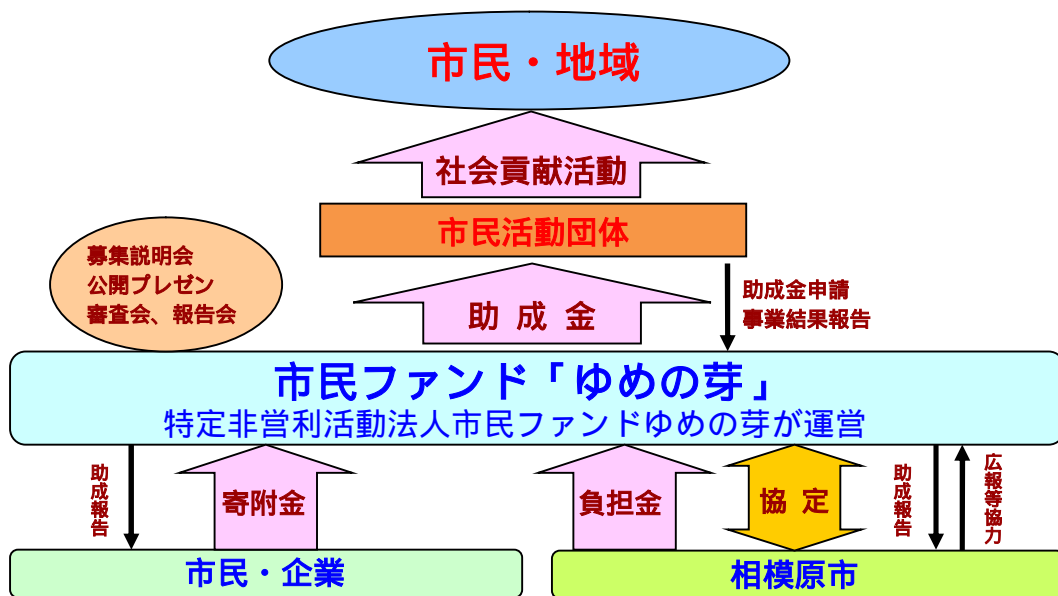 市民・地域
社会貢献活動
市民活動団体
募集説明会
公開プレゼン
審査会、報告会
助成金
助成金申請
事業結果報告
市民ファンド「ゆめの芽」
特定非営利活動法人市民ファンドゆめの芽が運営
助成報告
寄附金
負担金
協定
助成報告
広報等協力
市民・企業
相模原市